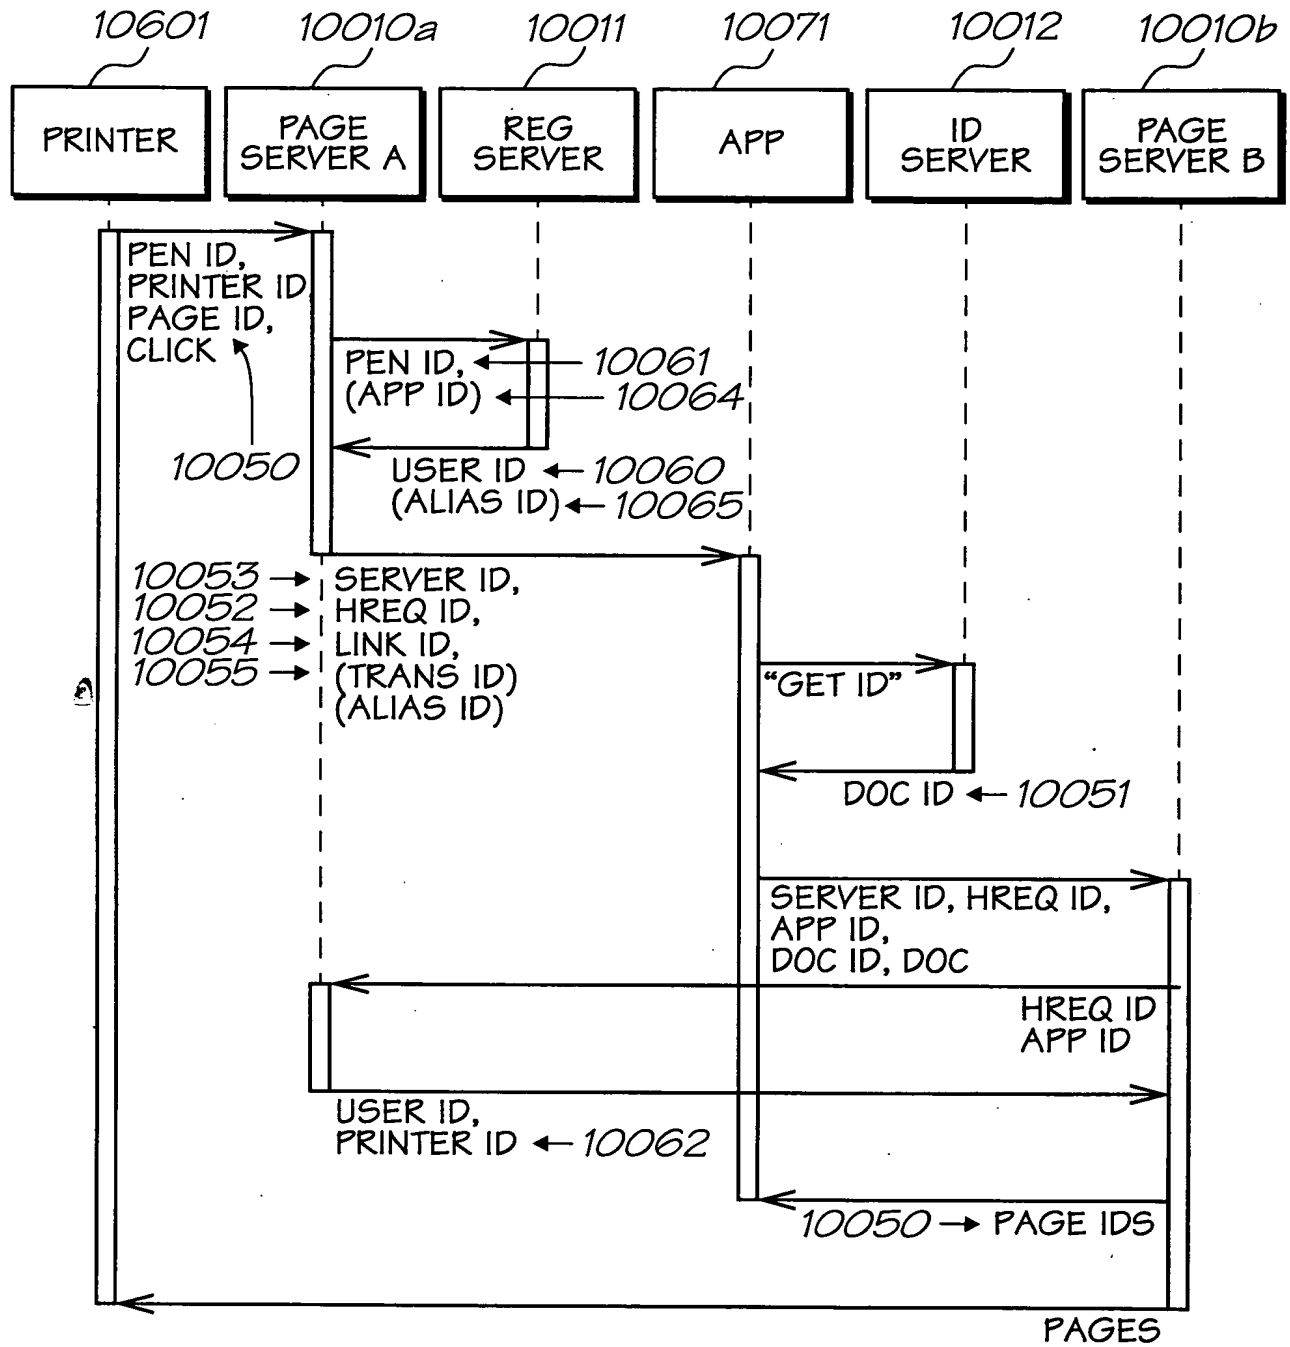 10601
10010a
10011
10071
10012
10010b
PRINTER
PAGE
SERVER A
REG
SERVER
APP
ID
SERVER
PAGE
SERVER B
PEN ID,
PRINTER ID
PAGE ID,
CLICK
10050
PEN ID, 10061
(APP ID) 10064
USER ID 10060
(ALIAS ID) 10065
10053 SERVER ID,
10052 HREQ ID,
10054 LINK ID,
10055 (TRANS ID)
(ALIAS ID)
“GET ID”
DOC ID 10051
SERVER ID, HREQ ID,
APP ID,
DOC ID, DOC
HREQ ID
APP ID
USER ID,
PRINTER ID 10062
10050 PAGE IDS
PAGES